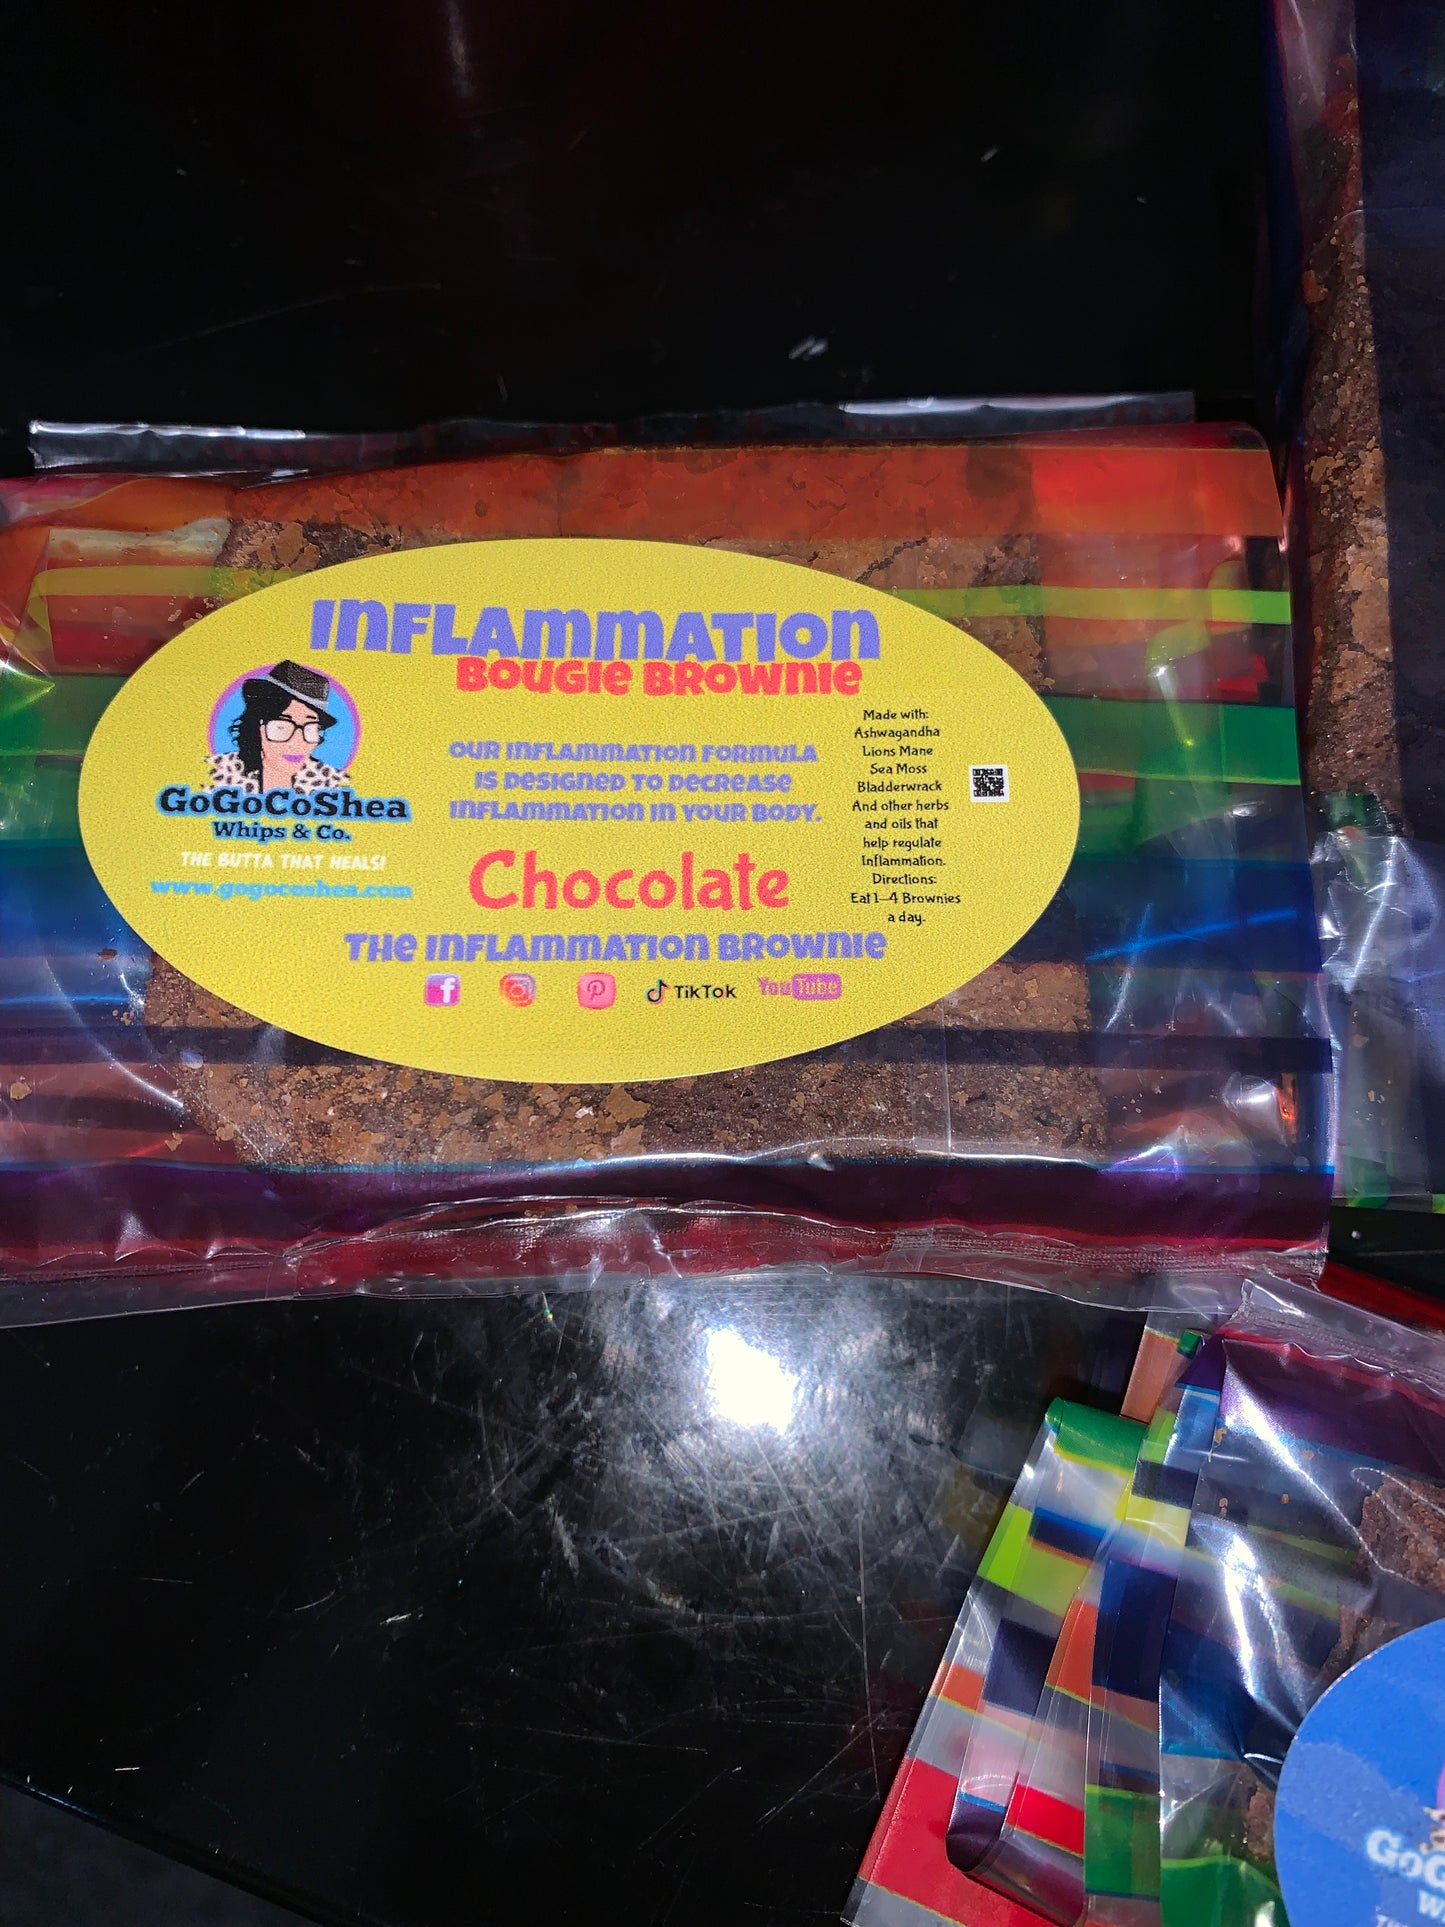 INFLAMMATION
BOUGIE BROWNIE
GoGoCoShea
Whips & Co.
THE BUTTA THAT HEALS!
www.gogocoshea.com
OUR INFLAMMATION FORMULA
IS DESIGNED TO DECREASE
INFLAMMATION IN YOUR BODY.
Chocolate
Made with:
Ashwagandha
Lions Mane
Sea Moss
Bladderwrack
And other herbs
and oils that
help regulate
Inflammation.
Directions:
Eat 1-4 Brownies
a day.
THE INFLAMMATION BROWNIE
TikTok
YouTube